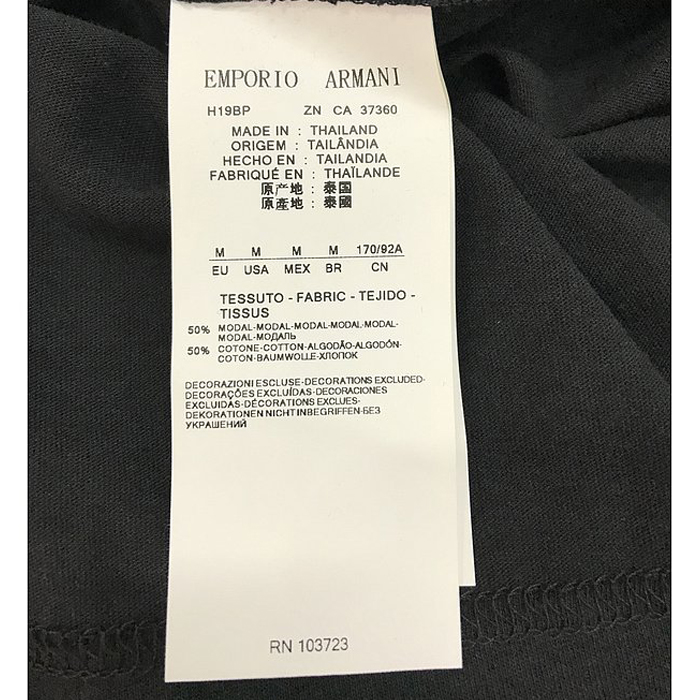 EMPORIO ARMANI
H19BP ZN CA 37360
MADE IN : THAILAND
ORIGEM : TAILÂNDIA
HECHO EN : TAILANDIA
FABRIQUÉ EN : THAÏLANDE
原产地 : 泰国
原產地 : 泰國
M M M M 170/92A
EU USA MEX BR CN
TESSUTO - FABRIC - TEJIDO -
TISSUS
50% MODAL-MODAL-MODAL-MODAL-MODAL-
MODAL-МОДАЛЬ
50% COTONE-COTTON-ALGODÃO-ALGODÓN-
COTON-BAUMWOLLE-ХЛОПОК
DECORAZIONI ESCLUSE-DECORATIONS EXCLUDED-
DECORAÇÕES EXCLUÍDAS-DECORACIONES
EXCLUIDAS-DÉCORATIONS EXCLUES-
DEKORATIONEN NICHT INBEGRIFFEN-БЕЗ
УКРАШЕНИЙ
RN 103723